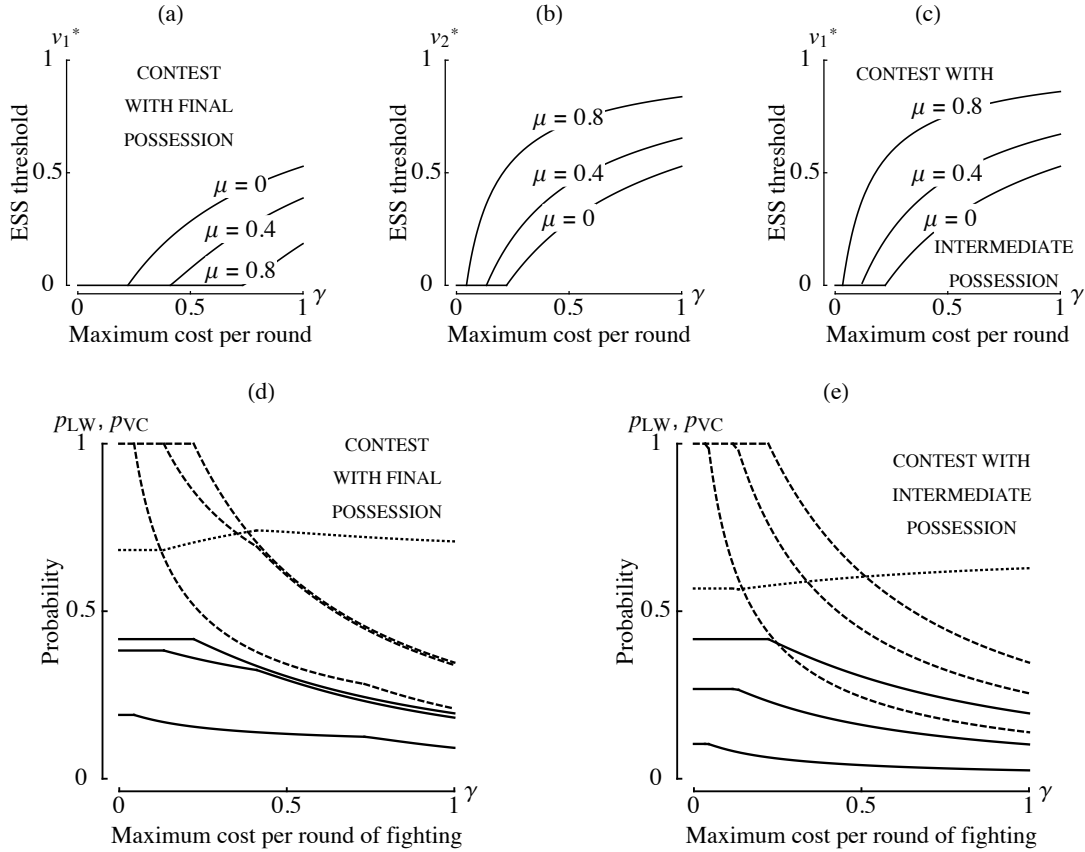 (a)
v₁*
1
0.5
0
ESS threshold
CONTEST
WITH FINAL
POSSESSION
μ = 0
μ = 0.4
μ = 0.8
0
0.5
1
γ
Maximum cost per round
(b)
v₂*
1
0.5
0
ESS threshold
μ = 0.8
μ = 0.4
μ = 0
0
0.5
1
γ
Maximum cost per round
(c)
v₁*
1
0.5
0
ESS threshold
CONTEST WITH
μ = 0.8
μ = 0.4
μ = 0
INTERMEDIATE
POSSESSION
0
0.5
1
γ
Maximum cost per round
(d)
p_LW, p_VC
1
0.5
0
Probability
CONTEST
WITH FINAL
POSSESSION
0
0.5
1
γ
Maximum cost per round of fighting
(e)
p_LW, p_VC
1
0.5
0
Probability
CONTEST WITH
INTERMEDIATE
POSSESSION
0
0.5
1
γ
Maximum cost per round of fighting